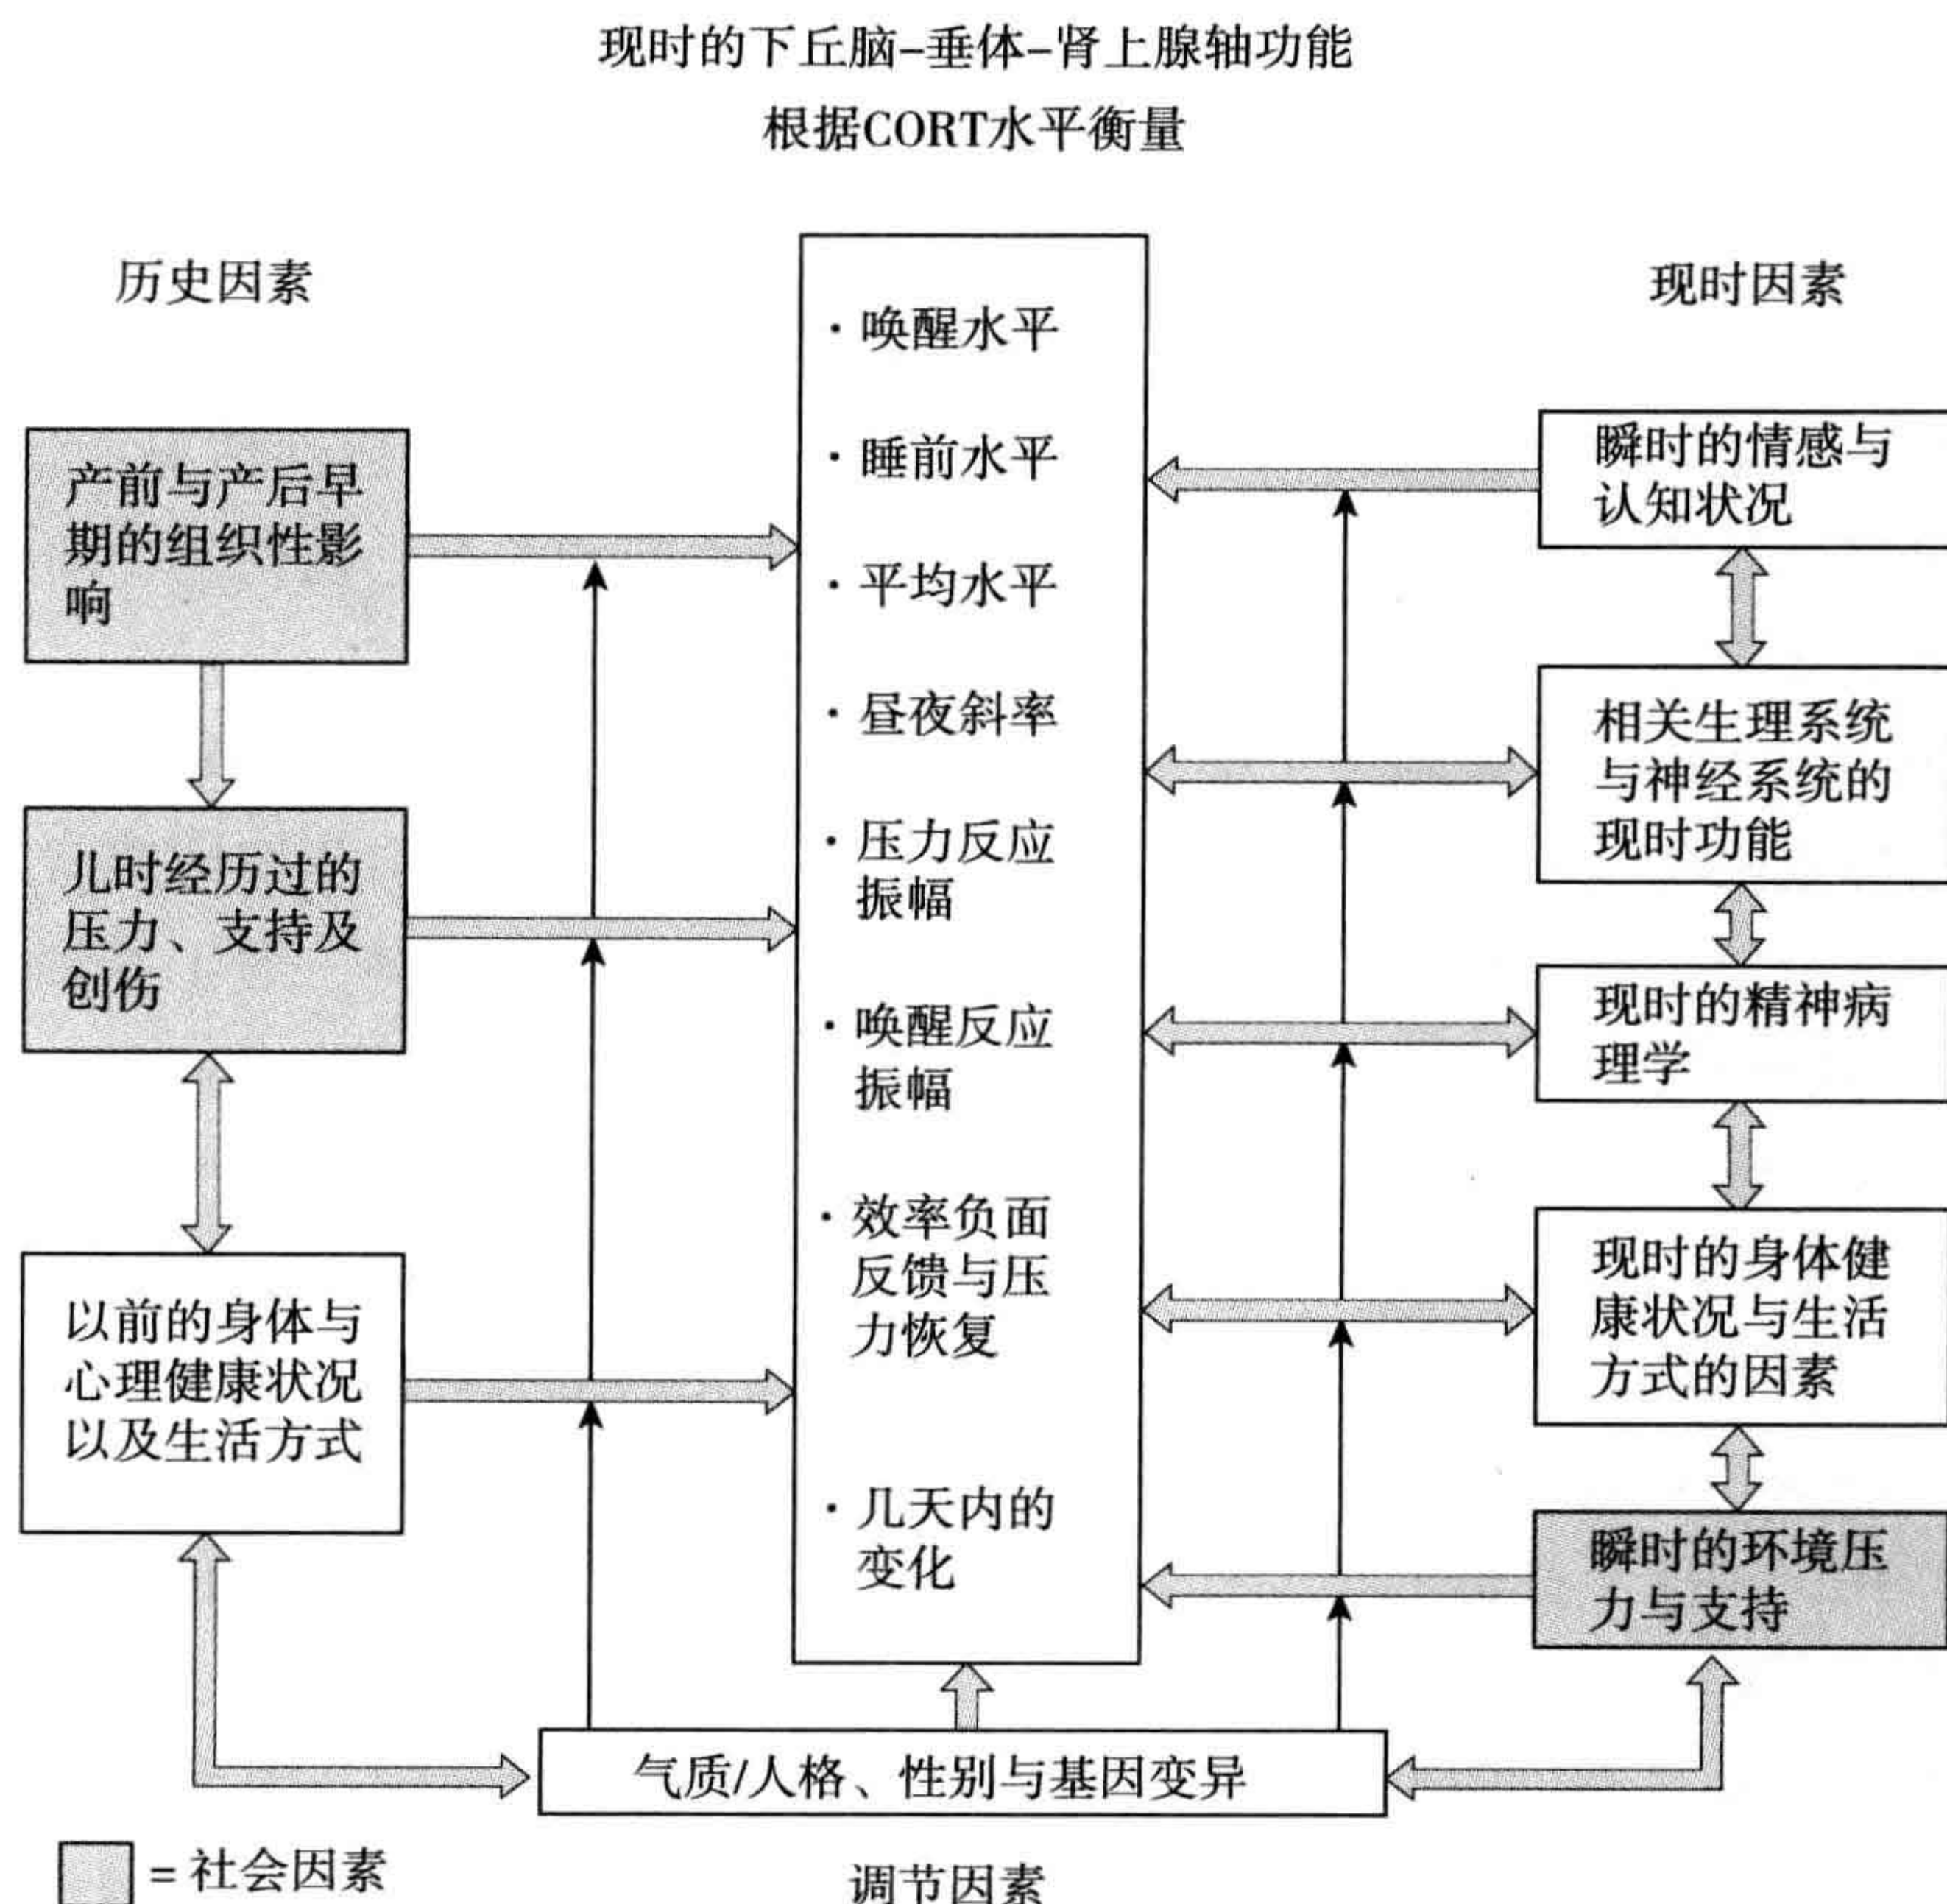 现时的下丘脑–垂体–肾上腺轴功能
根据CORT水平衡量
历史因素
产前与产后早
期的组织性影
响
儿时经历过的
压力、支持及
创伤
以前的身体与
心理健康状况
以及生活方式
·唤醒水平
·睡前水平
·平均水平
·昼夜斜率
·压力反应
振幅
·唤醒反应
振幅
·效率负面
反馈与压
力恢复
·几天内的
变化
现时因素
瞬时的情感与
认知状况
相关生理系统
与神经系统的
现时功能
现时的精神病
理学
现时的身体健
康状况与生活
方式的因素
瞬时的环境压
力与支持
气质/人格、性别与基因变异
=社会因素
调节因素